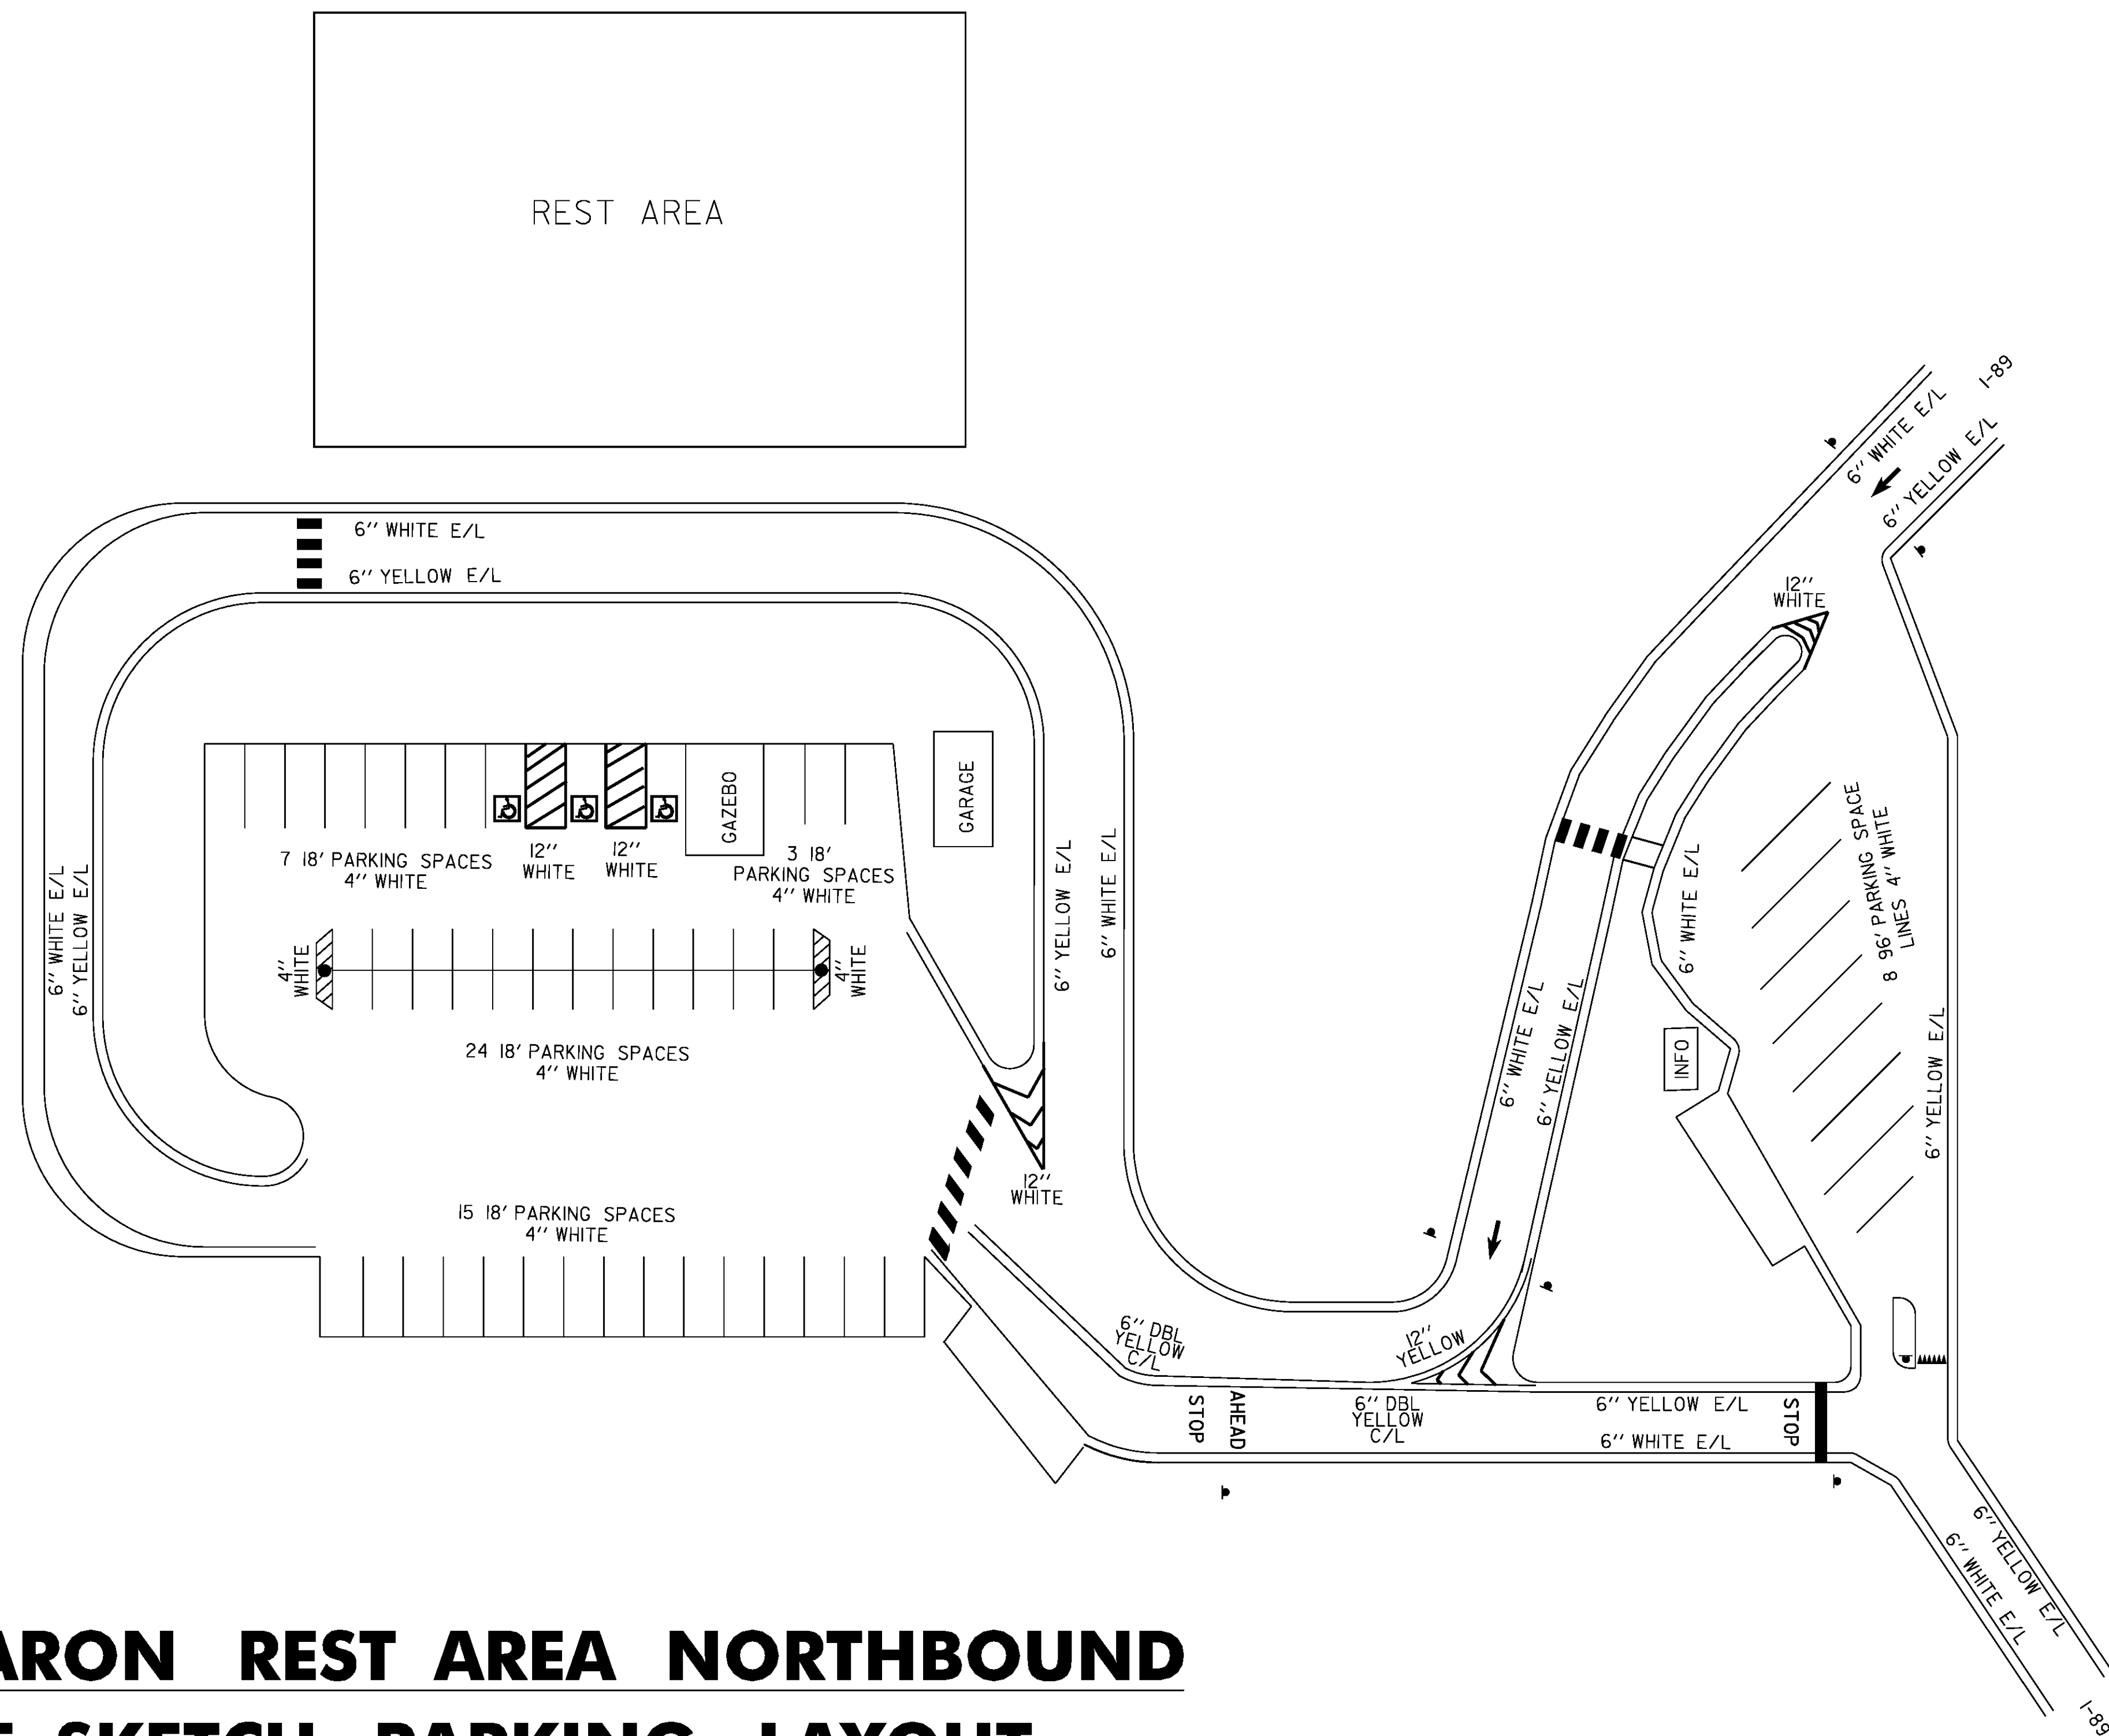 REST AREA
I-89
6'' WHITE E/L
6'' YELLOW E/L
6'' WHITE E/L
6'' YELLOW E/L
12''
WHITE
GAZEBO
GARAGE
7 18' PARKING SPACES
4'' WHITE
12''
WHITE
12''
WHITE
3 18'
PARKING SPACES
4'' WHITE
6'' WHITE E/L
6'' YELLOW E/L
6'' YELLOW E/L
6'' WHITE E/L
4''
WHITE
4''
WHITE
24 18' PARKING SPACES
4'' WHITE
6'' WHITE E/L
8 96' PARKING SPACE
LINES 4'' WHITE
6'' WHITE E/L
6'' YELLOW E/L
INFO
6'' YELLOW E/L
12''
WHITE
15 18' PARKING SPACES
4'' WHITE
6'' DBL
YELLOW
C/L
12''
YELLOW
STOP
AHEAD
6'' DBL
YELLOW
C/L
6'' YELLOW E/L
6'' WHITE E/L
STOP
6'' YELLOW E/L
6'' WHITE E/L
I-89
ARON REST AREA NORTHBOUND
SKETCH PARKING LAYOUT